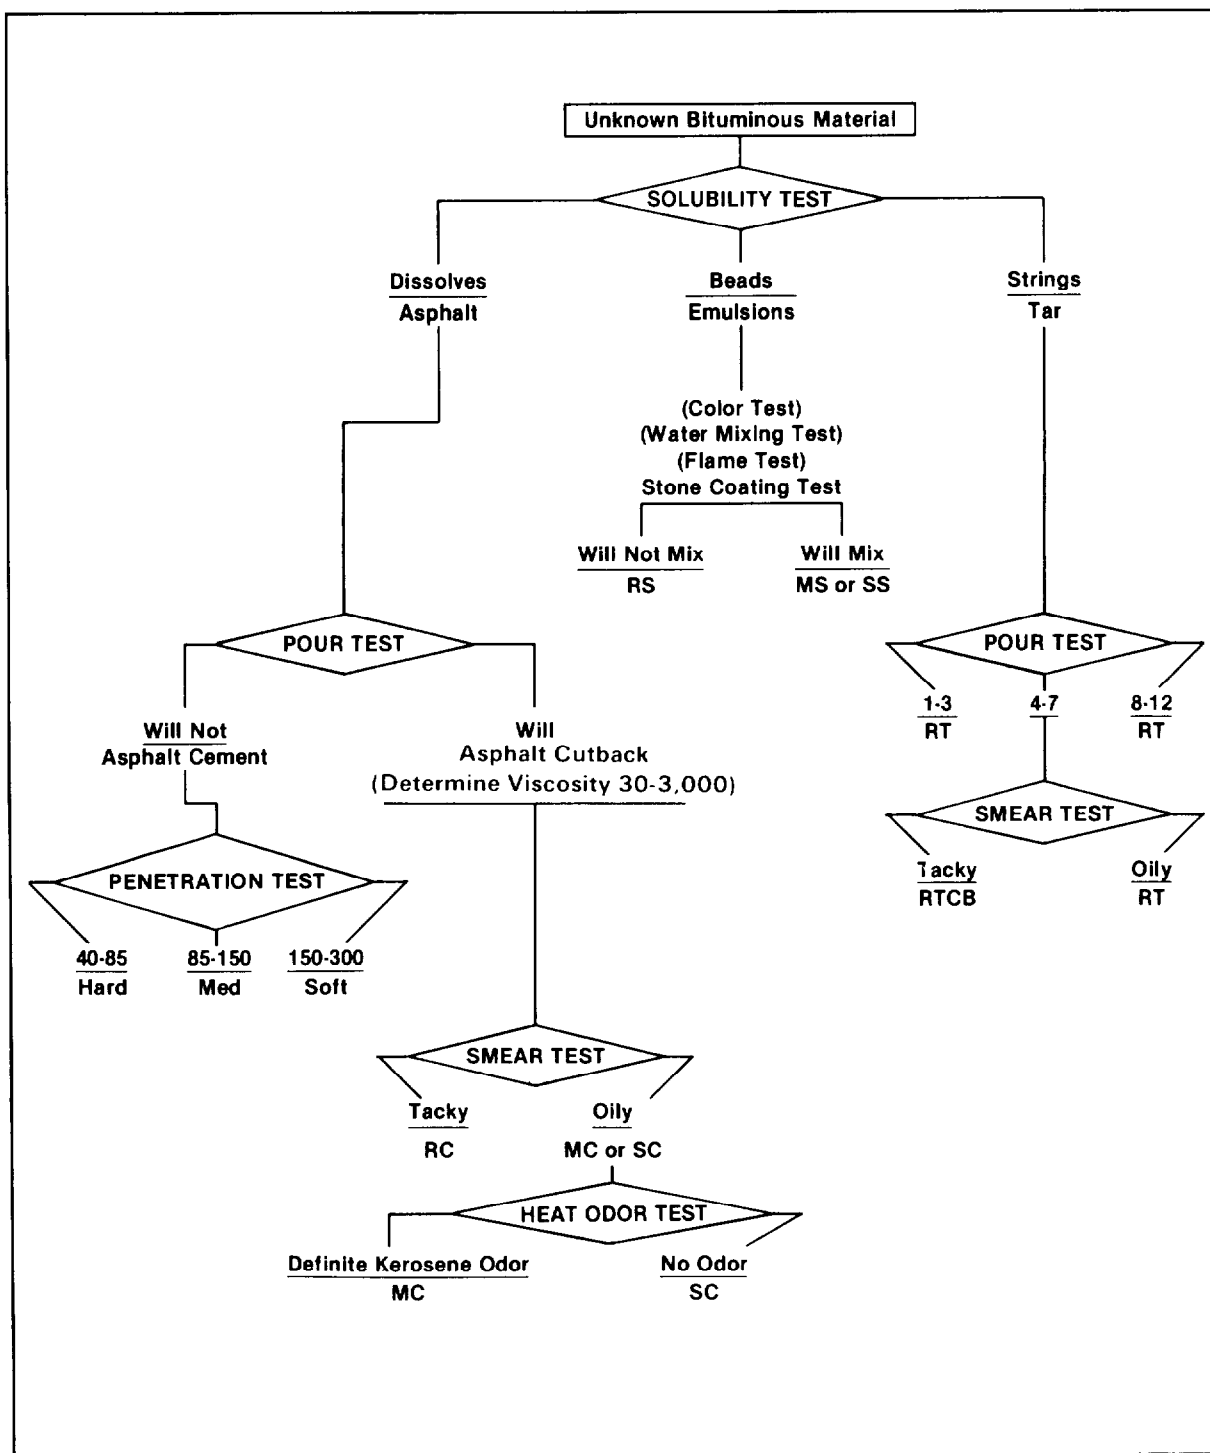 Unknown Bituminous Material
SOLUBILITY TEST
Dissolves
Asphalt
Beads
Emulsions
Strings
Tar
(Color Test)
(Water Mixing Test)
(Flame Test)
Stone Coating Test
Will Not Mix
RS
Will Mix
MS or SS
POUR TEST
Will Not
Asphalt Cement
Will
Asphalt Cutback
(Determine Viscosity 30-3,000)
POUR TEST
1-3
RT
4-7
8-12
RT
SMEAR TEST
Tacky
RTCB
Oily
RT
PENETRATION TEST
40-85
Hard
85-150
Med
150-300
Soft
SMEAR TEST
Tacky
RC
Oily
MC or SC
HEAT ODOR TEST
Definite Kerosene Odor
MC
No Odor
SC